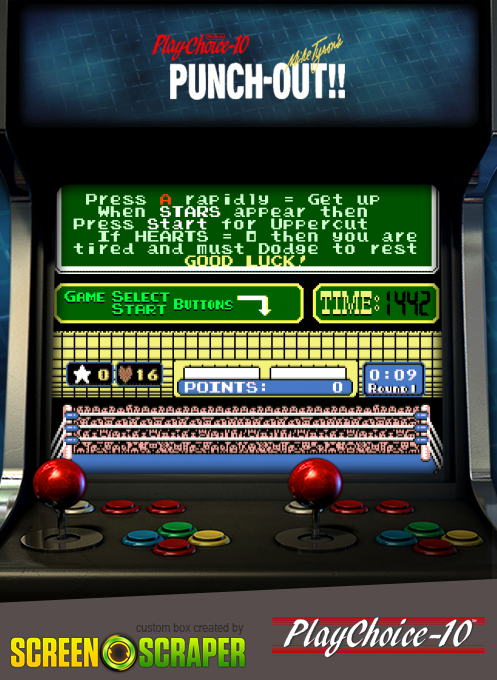 PlayChoice-10
Mike Tyson's
PUNCH-OUT!!
Press A rapidly = Get up
When STARS appear then
Press Start for Uppercut
If HEARTS = 0 then you are
tired and must Dodge to rest
GOOD LUCK!
GAME SELECT
START BUTTONS
TIME: 1442
0 16
POINTS: 0
0:09
Round 1
custom box created by
SCREEN SCRAPER
PlayChoice-10™